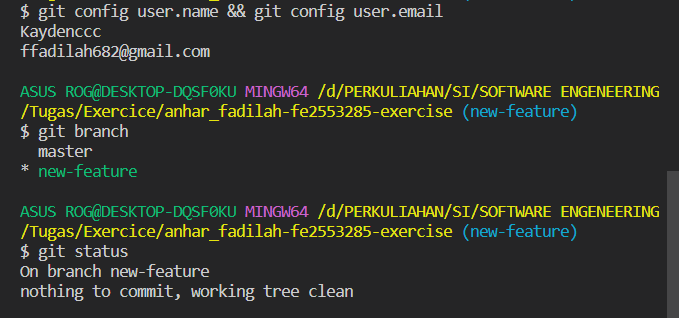 $ git config user.name && git config user.email
Kaydenccc
ffadilah682@gmail.com
ASUS ROG@DESKTOP-DQSF0KU MINGW64 /d/PERKULIAHAN/SI/SOFTWARE ENGENEERING
/Tugas/Exercice/anhar_fadilah-fe2553285-exercise (new-feature)
$ git branch
  master
* new-feature
ASUS ROG@DESKTOP-DQSF0KU MINGW64 /d/PERKULIAHAN/SI/SOFTWARE ENGENEERING
/Tugas/Exercice/anhar_fadilah-fe2553285-exercise (new-feature)
$ git status
On branch new-feature
nothing to commit, working tree clean